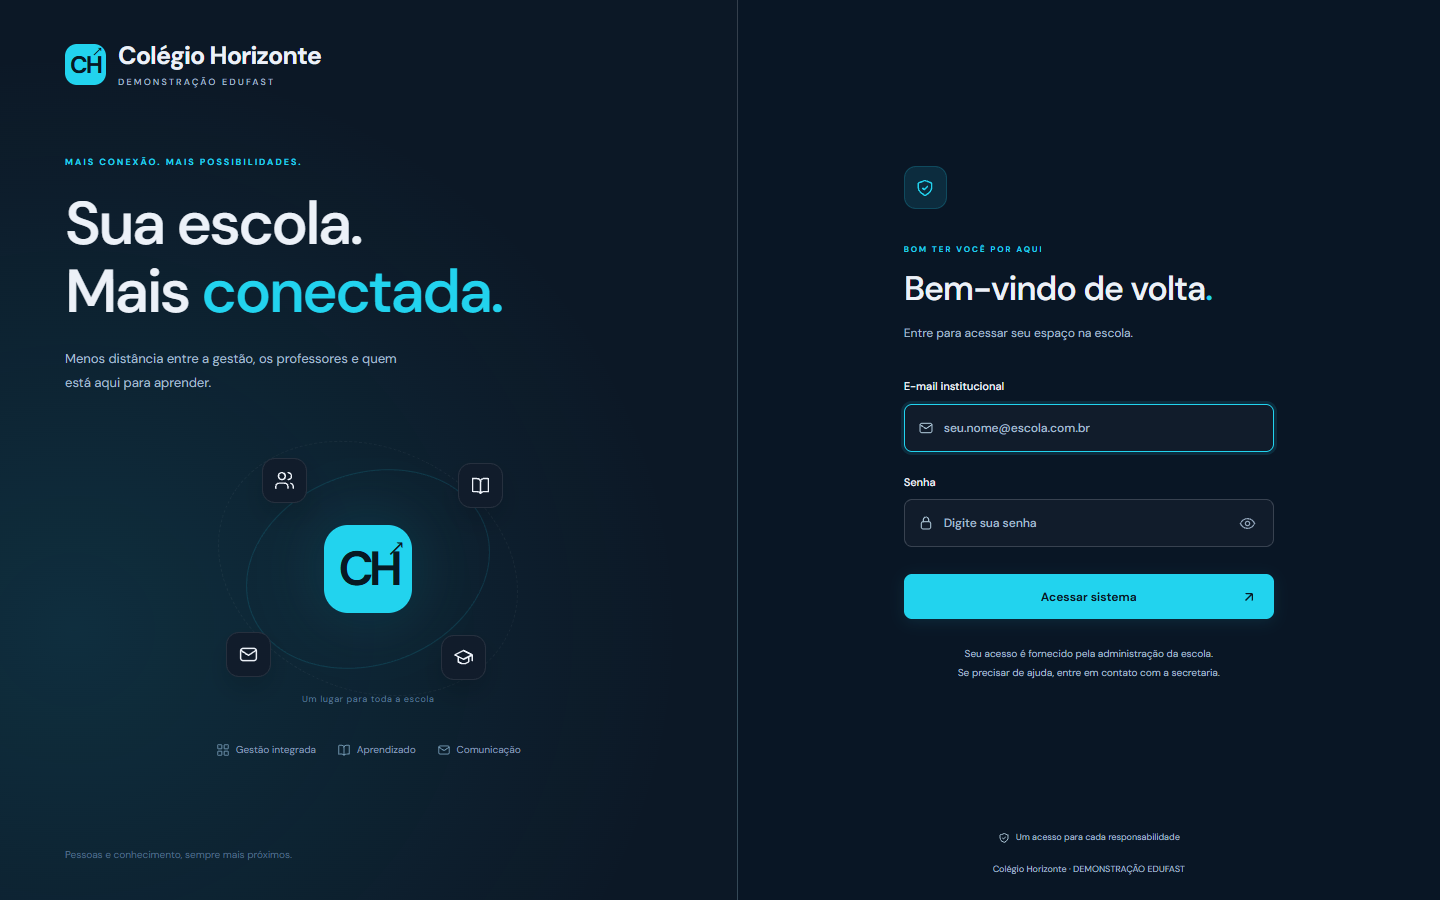 CH
Colégio Horizonte
DEMONSTRAÇÃO EDUFAST
MAIS CONEXÃO. MAIS POSSIBILIDADES.
Sua escola.
Mais conectada.
Menos distância entre a gestão, os professores e quem
está aqui para aprender.
CH
Um lugar para toda a escola
Gestão integrada
Aprendizado
Comunicação
Pessoas e conhecimento, sempre mais próximos.
BOM TER VOCÊ POR AQUI
Bem-vindo de volta.
Entre para acessar seu espaço na escola.
E-mail institucional
seu.nome@escola.com.br
Senha
Digite sua senha
Acessar sistema
Seu acesso é fornecido pela administração da escola.
Se precisar de ajuda, entre em contato com a secretaria.
Um acesso para cada responsabilidade
Colégio Horizonte · DEMONSTRAÇÃO EDUFAST